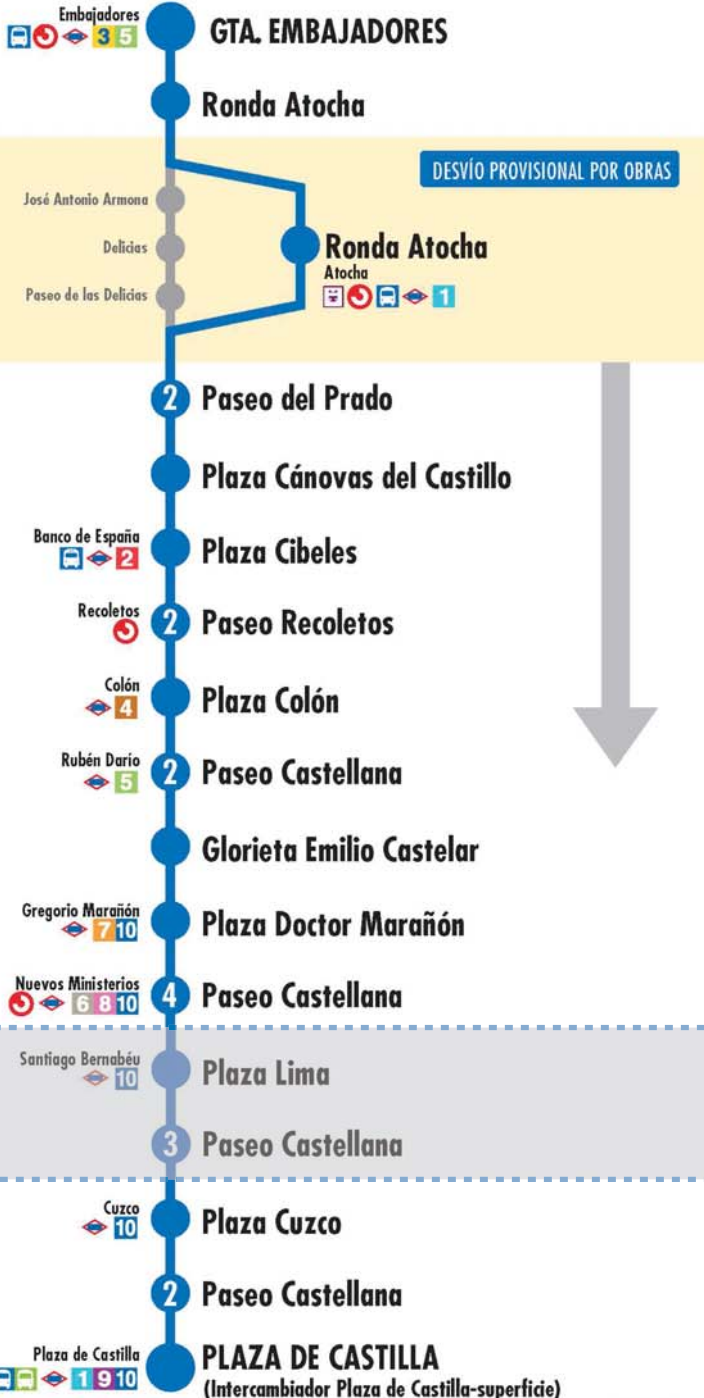 Embajadores
3 5
GTA. EMBAJADORES
Ronda Atocha
DESVÍO PROVISIONAL POR OBRAS
José Antonio Armona
Delicias
Paseo de las Delicias
Ronda Atocha
Atocha
1
2 Paseo del Prado
Plaza Cánovas del Castillo
Banco de España
2
Plaza Cibeles
Recoletos
2 Paseo Recoletos
Colón
4
Plaza Colón
Rubén Darío
5
2 Paseo Castellana
Glorieta Emilio Castelar
Gregorio Marañón
7 10
Plaza Doctor Marañón
Nuevos Ministerios
6 8 10
4 Paseo Castellana
Santiago Bernabéu
10
Plaza Lima
3 Paseo Castellana
Cuzco
10
Plaza Cuzco
2 Paseo Castellana
Plaza de Castilla
1 9 10
PLAZA DE CASTILLA
(Intercambiador Plaza de Castilla-superficie)